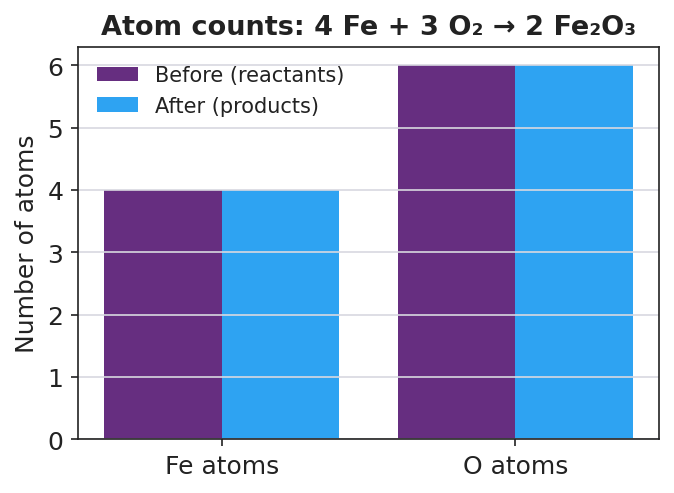 Atom counts: 4 Fe + 3 O₂ → 2 Fe₂O₃
Before (reactants)
After (products)
Number of atoms
6
5
4
3
2
1
0
Fe atoms
O atoms